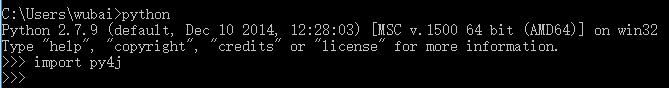 C:\Users\wubai>python
Python 2.7.9 (default, Dec 10 2014, 12:28:03) [MSC v.1500 64 bit (AMD64)] on win32
Type "help", "copyright", "credits" or "license" for more information.
>>> import py4j
>>>